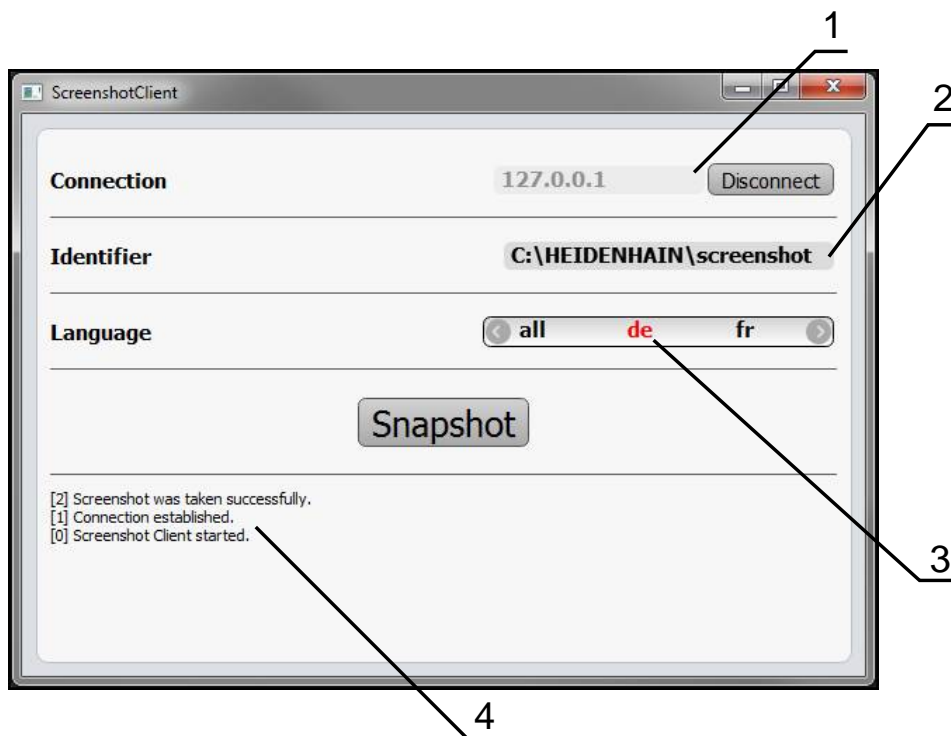 1
ScreenshotClient
2
Connection 127.0.0.1 Disconnect
Identifier C:\HEIDENHAIN\screenshot
Language all de fr
Snapshot
[2] Screenshot was taken successfully.
[1] Connection established.
[0] Screenshot Client started.
3
4